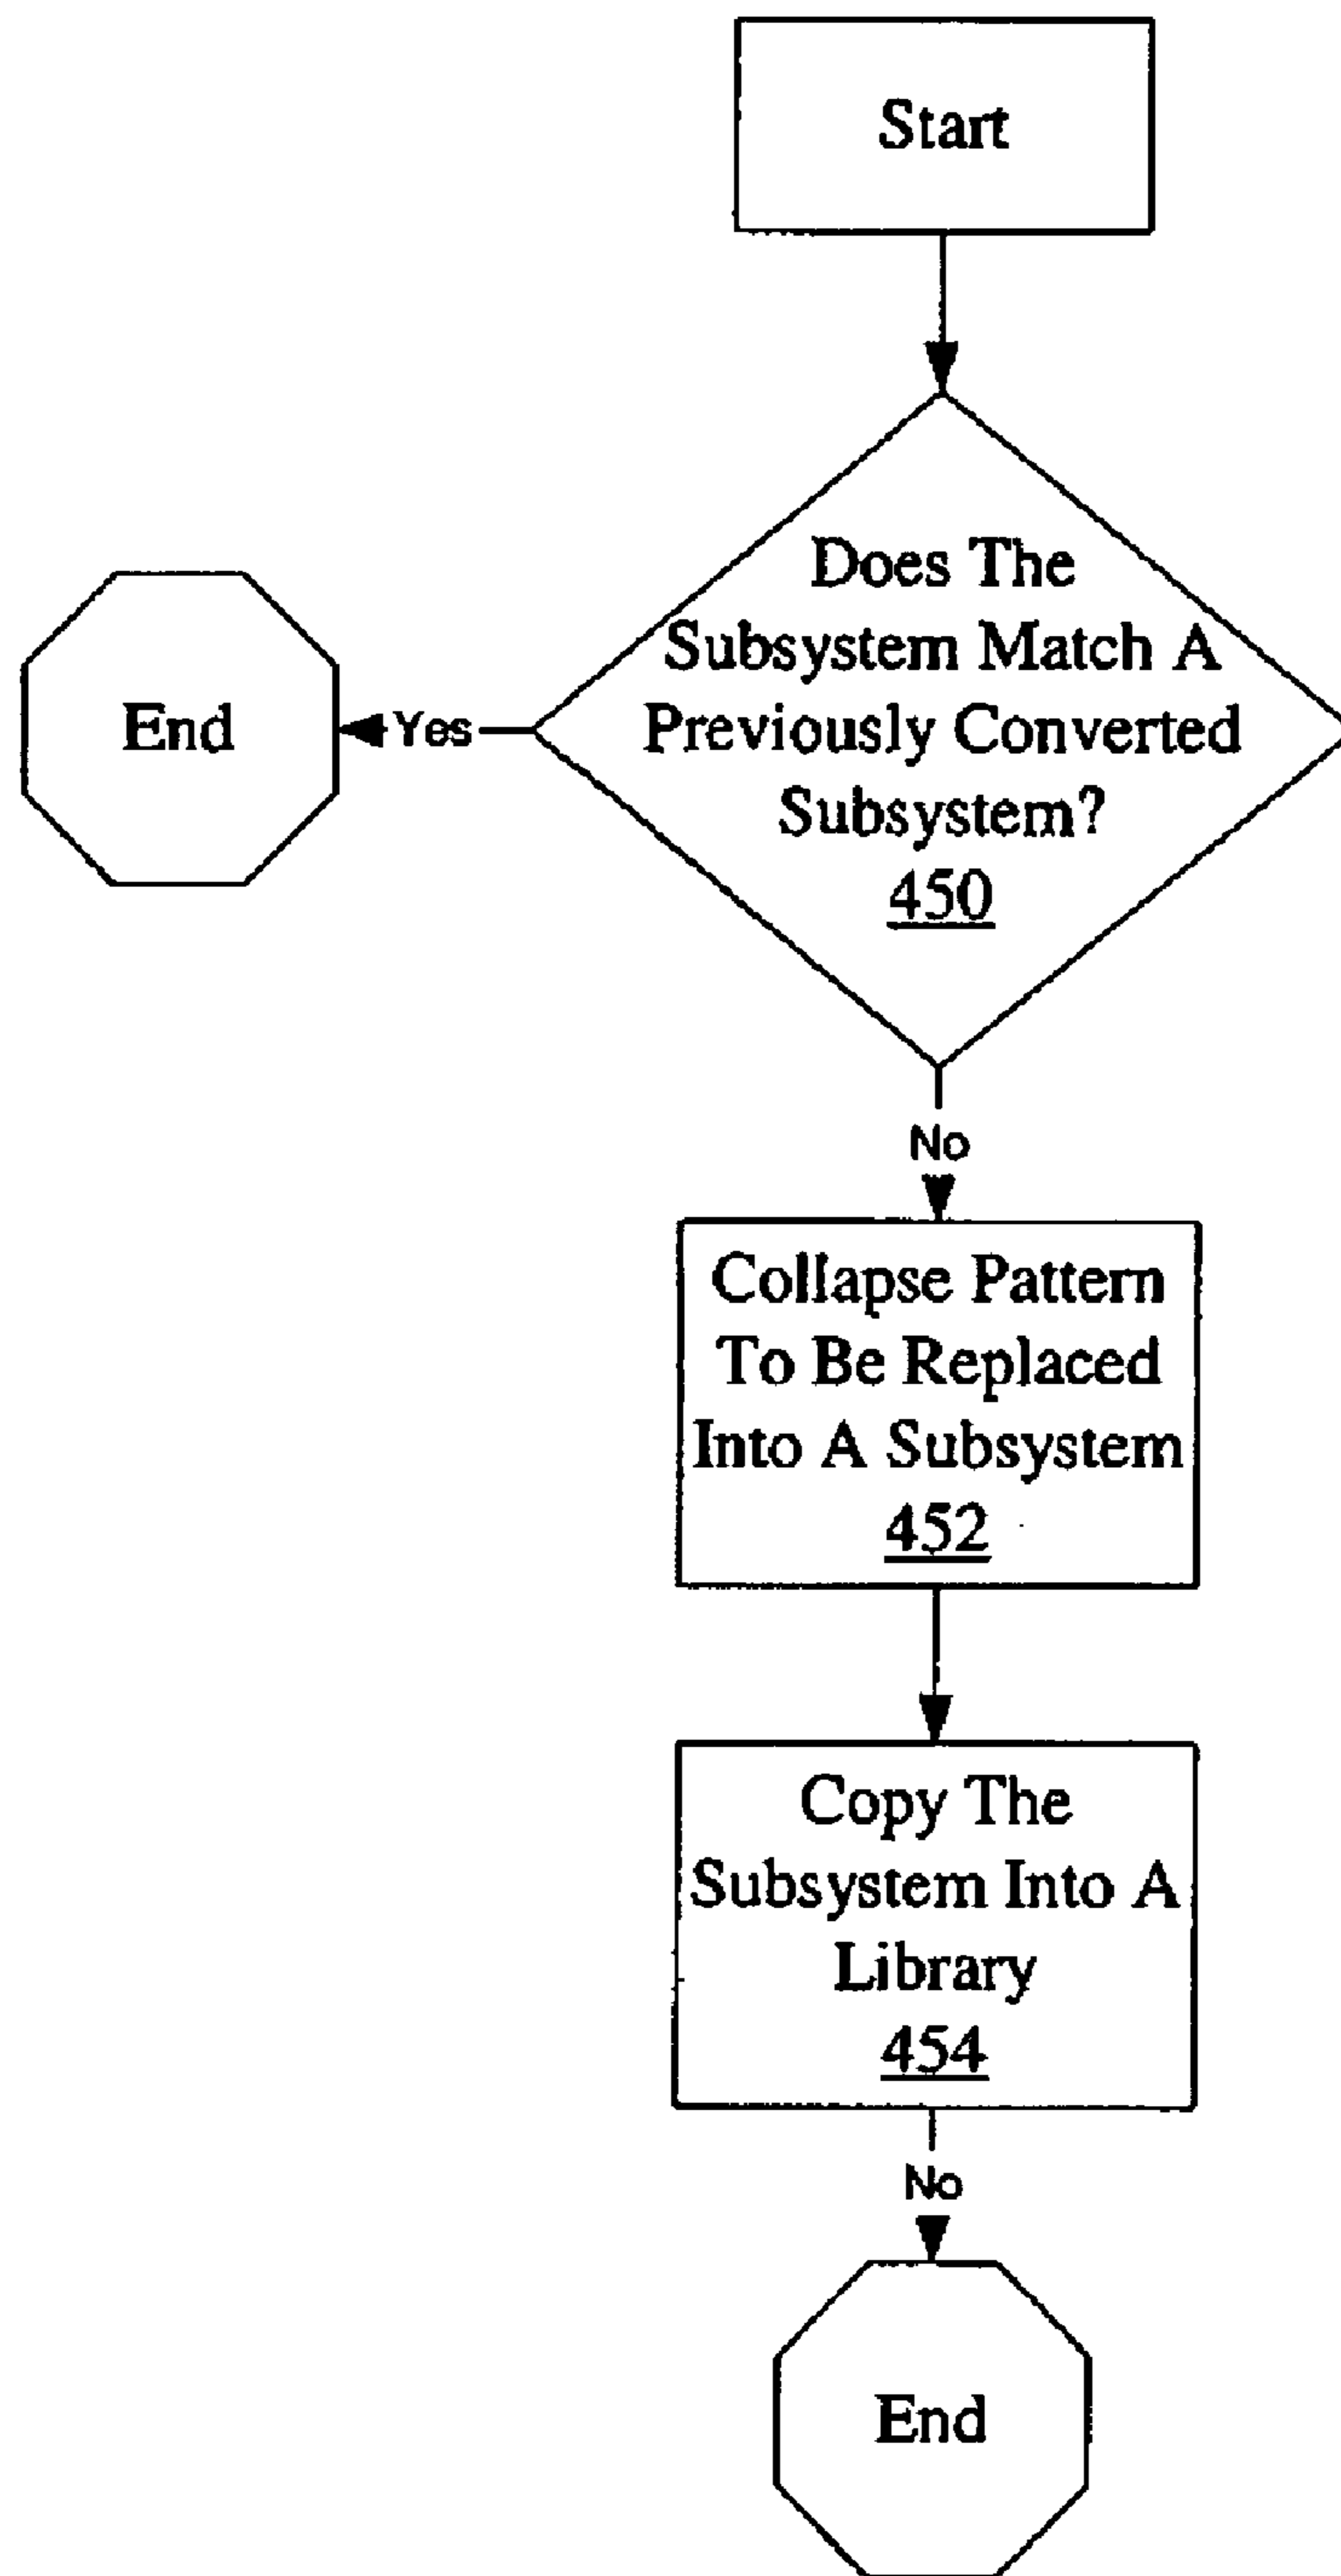 Start
Does The
Subsystem Match A
Previously Converted
Subsystem?
450
Yes
End
No
Collapse Pattern
To Be Replaced
Into A Subsystem
452
Copy The
Subsystem Into A
Library
454
No
End